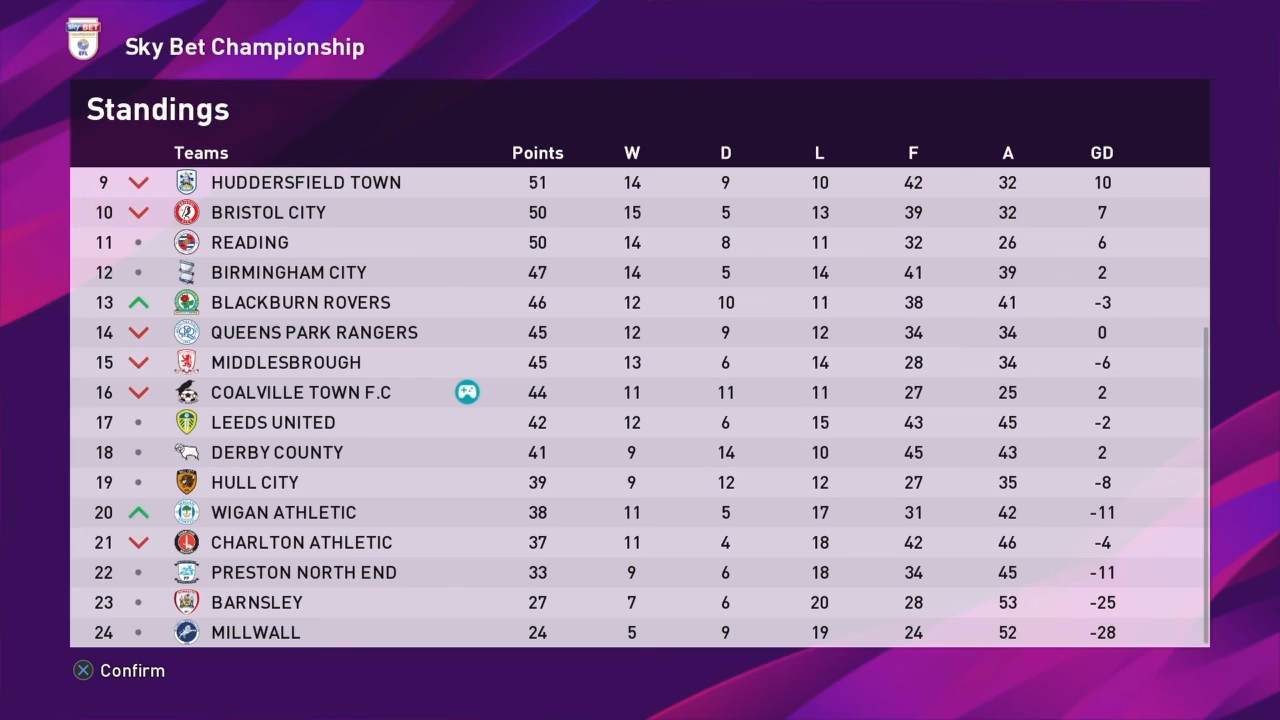 SKY BET
EFL
Sky Bet Championship
Standings
Teams Points W D L F A GD
9 HUDDERSFIELD TOWN 51 14 9 10 42 32 10
10 BRISTOL CITY 50 15 5 13 39 32 7
11 READING 50 14 8 11 32 26 6
12 BIRMINGHAM CITY 47 14 5 14 41 39 2
13 BLACKBURN ROVERS 46 12 10 11 38 41 -3
14 QUEENS PARK RANGERS 45 12 9 12 34 34 0
15 MIDDLESBROUGH 45 13 6 14 28 34 -6
16 COALVILLE TOWN F.C 44 11 11 11 27 25 2
17 LEEDS UNITED 42 12 6 15 43 45 -2
18 DERBY COUNTY 41 9 14 10 45 43 2
19 HULL CITY 39 9 12 12 27 35 -8
20 WIGAN ATHLETIC 38 11 5 17 31 42 -11
21 CHARLTON ATHLETIC 37 11 4 18 42 46 -4
22 PRESTON NORTH END 33 9 6 18 34 45 -11
23 BARNSLEY 27 7 6 20 28 53 -25
24 MILLWALL 24 5 9 19 24 52 -28
Confirm